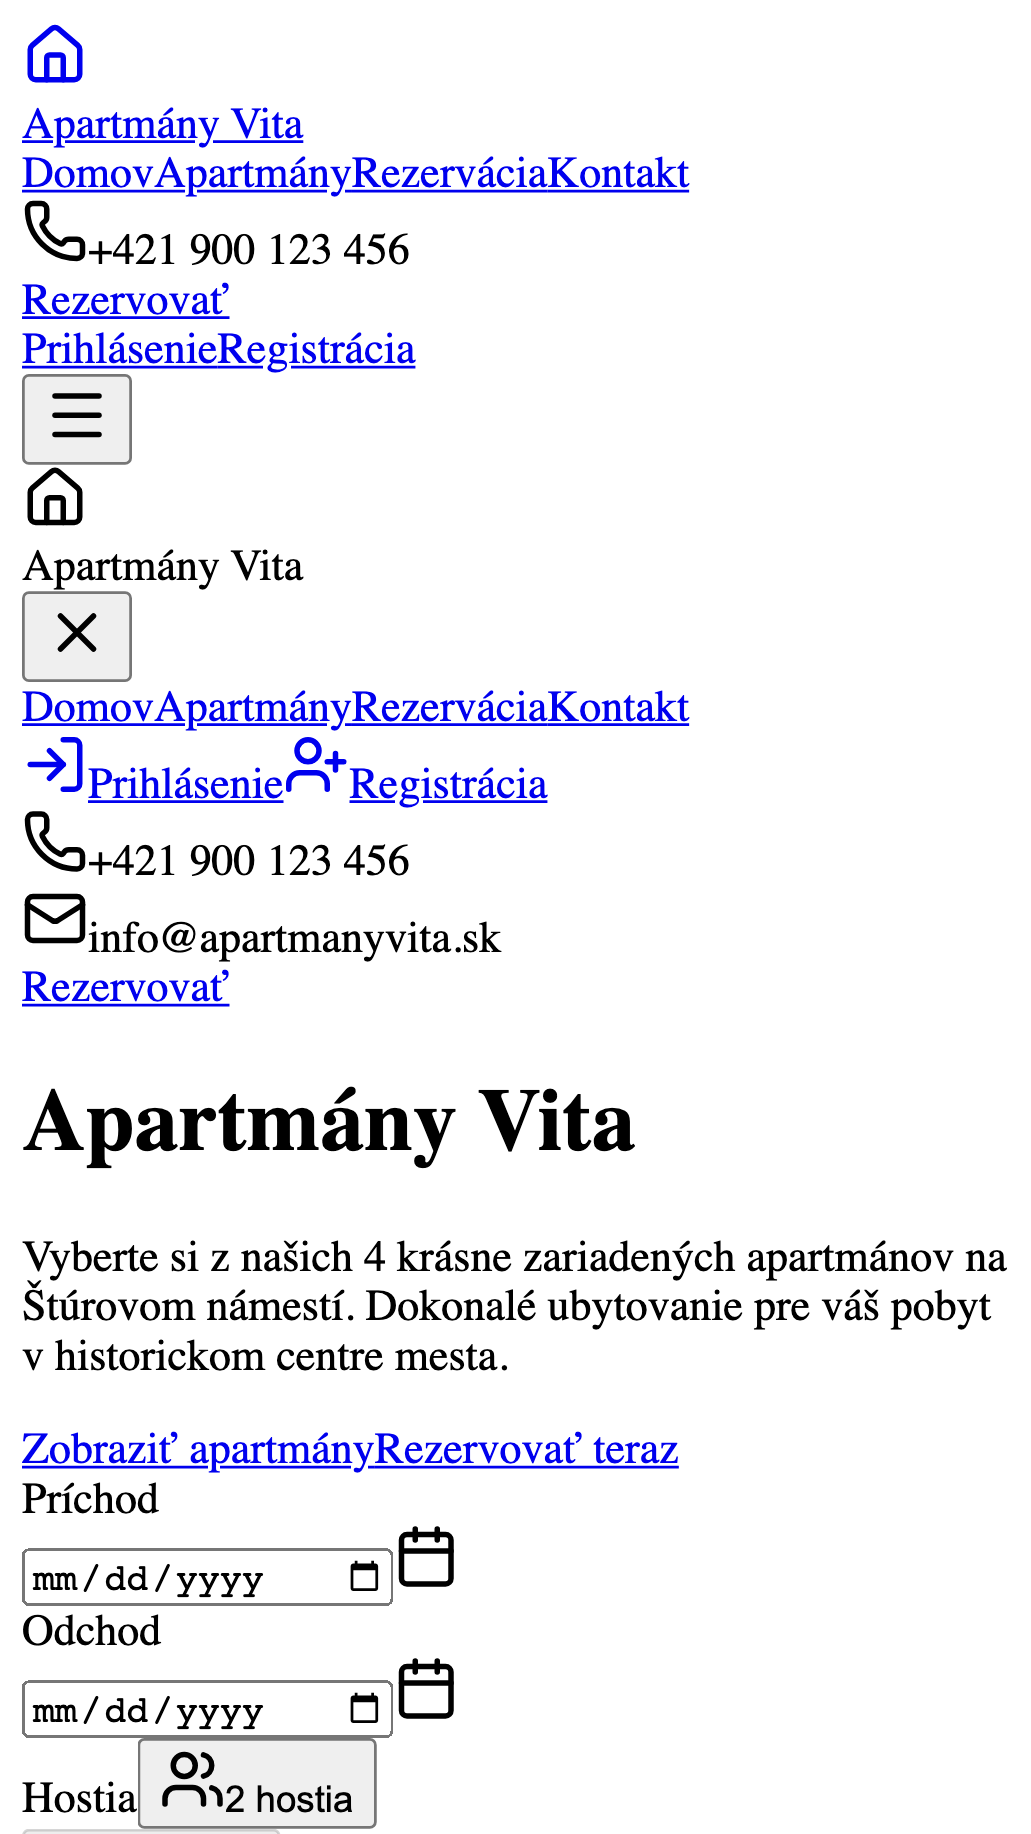 Apartmány Vita
DomovApartmányRezerváciaKontakt
+421 900 123 456
Rezervovať
PrihlásenieRegistrácia
Apartmány Vita
DomovApartmányRezerváciaKontakt
PrihlásenieRegistrácia
+421 900 123 456
info@apartmanyvita.sk
Rezervovať
Apartmány Vita
Vyberte si z našich 4 krásne zariadených apartmánov na
Štúrovom námestí. Dokonalé ubytovanie pre váš pobyt
v historickom centre mesta.
Zobraziť apartmányRezervovať teraz
Príchod
mm/dd/yyyy
Odchod
mm/dd/yyyy
Hostia 2 hostia